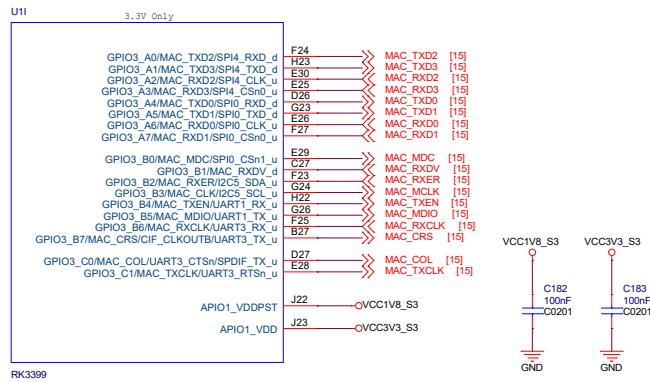 U1I
3.3V Only
GPIO3_A0/MAC_TXD2/SPI4_RXD_d F24 MAC_TXD2 [15]
GPIO3_A1/MAC_TXD3/SPI4_TXD_d H23 MAC_TXD3 [15]
GPIO3_A2/MAC_RXD2/SPI4_CLK_u E30 MAC_RXD2 [15]
GPIO3_A3/MAC_RXD3/SPI4_CSn0_u E25 MAC_RXD3 [15]
GPIO3_A4/MAC_TXD0/SPI0_RXD_d D26 MAC_TXD0 [15]
GPIO3_A5/MAC_TXD1/SPI0_TXD_d G23 MAC_TXD1 [15]
GPIO3_A6/MAC_RXD0/SPI0_CLK_u E26 MAC_RXD0 [15]
GPIO3_A7/MAC_RXD1/SPI0_CSn0_u F27 MAC_RXD1 [15]
GPIO3_B0/MAC_MDC/SPI0_CSn1_u E29 MAC_MDC [15]
GPIO3_B1/MAC_RXDV_d C27 MAC_RXDV [15]
GPIO3_B2/MAC_RXER/I2C5_SDA_u F23 MAC_RXER [15]
GPIO3_B3/MAC_CLK/I2C5_SCL_u G24 MAC_MCLK [15]
GPIO3_B4/MAC_TXEN/UART1_RX_u H22 MAC_TXEN [15]
GPIO3_B5/MAC_MDIO/UART1_TX_u G26 MAC_MDIO [15]
GPIO3_B6/MAC_RXCLK/UART3_RX_u F25 MAC_RXCLK [15]
GPIO3_B7/MAC_CRS/CIF_CLKOUTB/UART3_TX_u B27 MAC_CRS [15]
GPIO3_C0/MAC_COL/UART3_CTSn/SPDIF_TX_u D27 MAC_COL [15]
GPIO3_C1/MAC_TXCLK/UART3_RTSn_u E28 MAC_TXCLK [15]
APIO1_VDDPST J22 VCC1V8_S3
APIO1_VDD J23 VCC3V3_S3
RK3399
VCC1V8_S3 VCC3V3_S3
C182 C183
100nF 100nF
C0201 C0201
GND GND